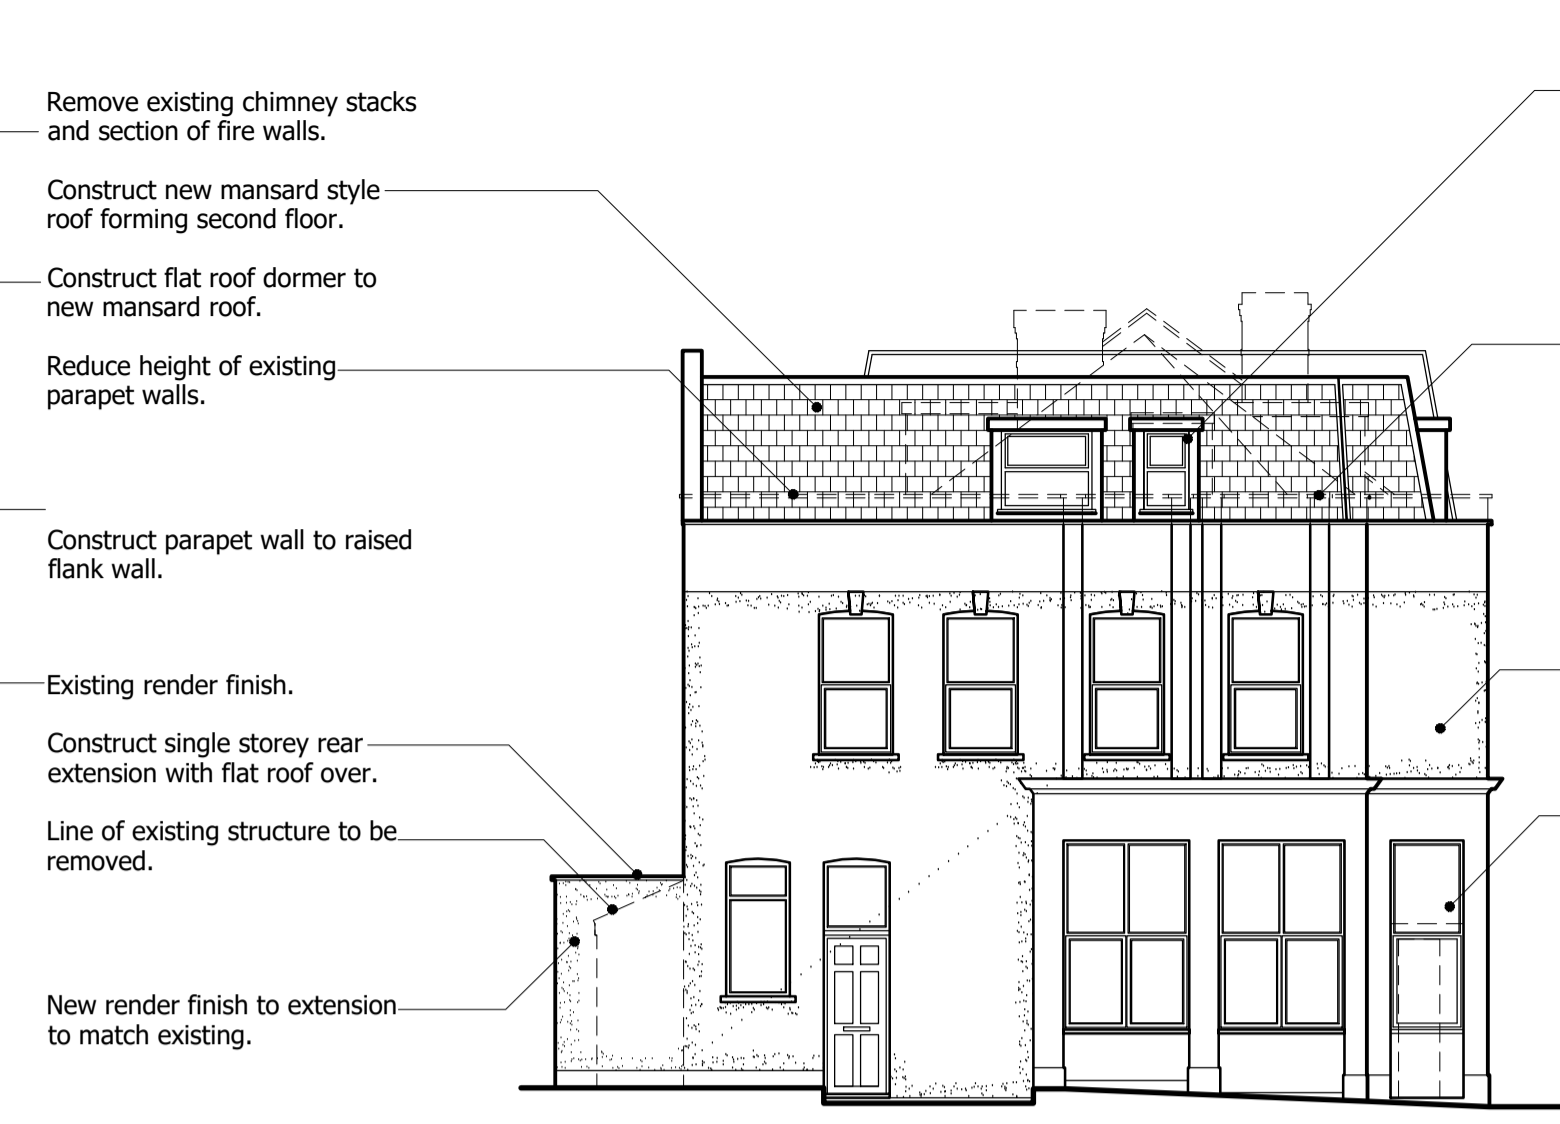 Remove existing chimney stacks
and section of fire walls.
Construct new mansard style
roof forming second floor.
Construct flat roof dormer to
new mansard roof.
Reduce height of existing
parapet walls.
Construct parapet wall to raised
flank wall.
Existing render finish.
Construct single storey rear
extension with flat roof over.
Line of existing structure to be
removed.
New render finish to extension
to match existing.